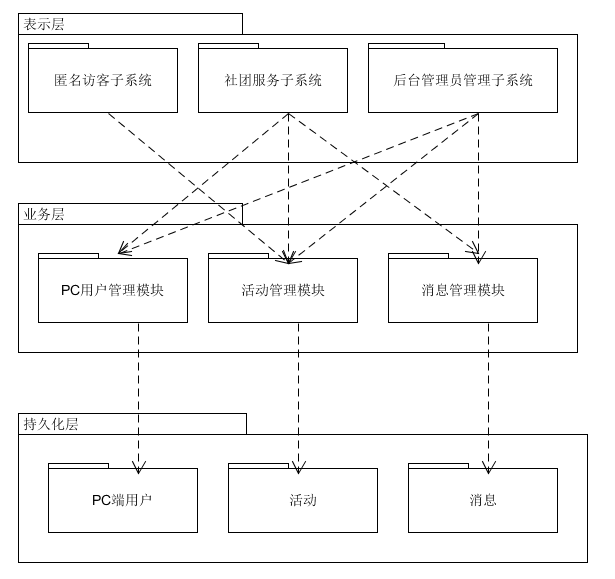 表示层
匿名访客子系统
社团服务子系统
后台管理员管理子系统
业务层
PC用户管理模块
活动管理模块
消息管理模块
持久化层
PC端用户
活动
消息